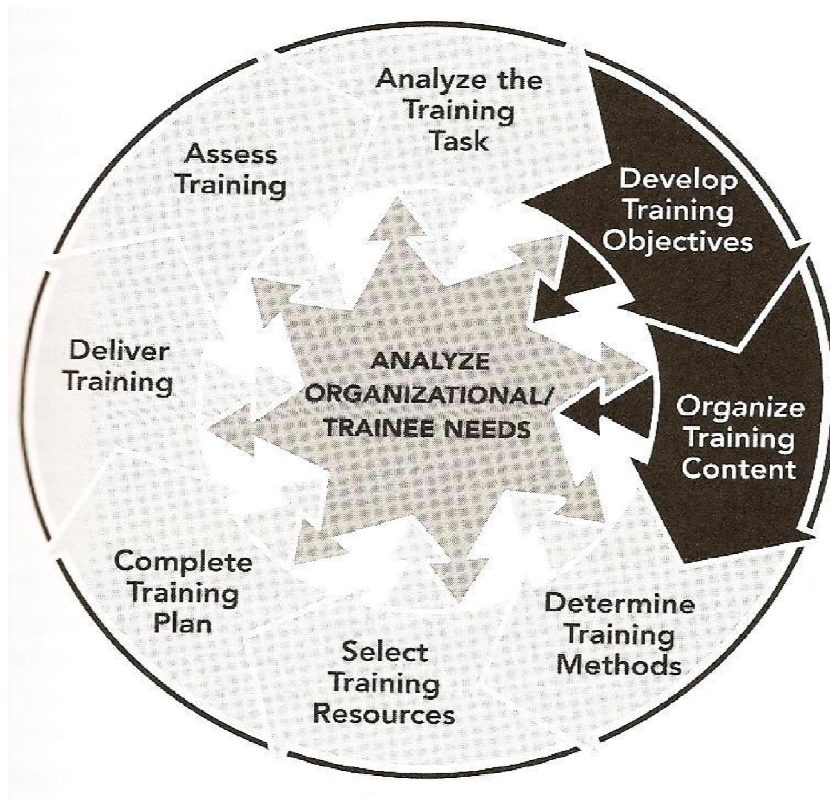 Analyze the
Training
Task
Develop
Training
Objectives
Organize
Training
Content
Determine
Training
Methods
Select
Training
Resources
Complete
Training
Plan
Deliver
Training
Assess
Training
ANALYZE
ORGANIZATIONAL/
TRAINEE NEEDS